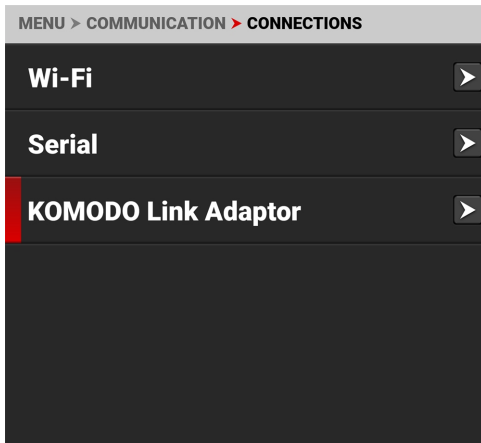 MENU > COMMUNICATION > CONNECTIONS
Wi-Fi
Serial
KOMODO Link Adaptor